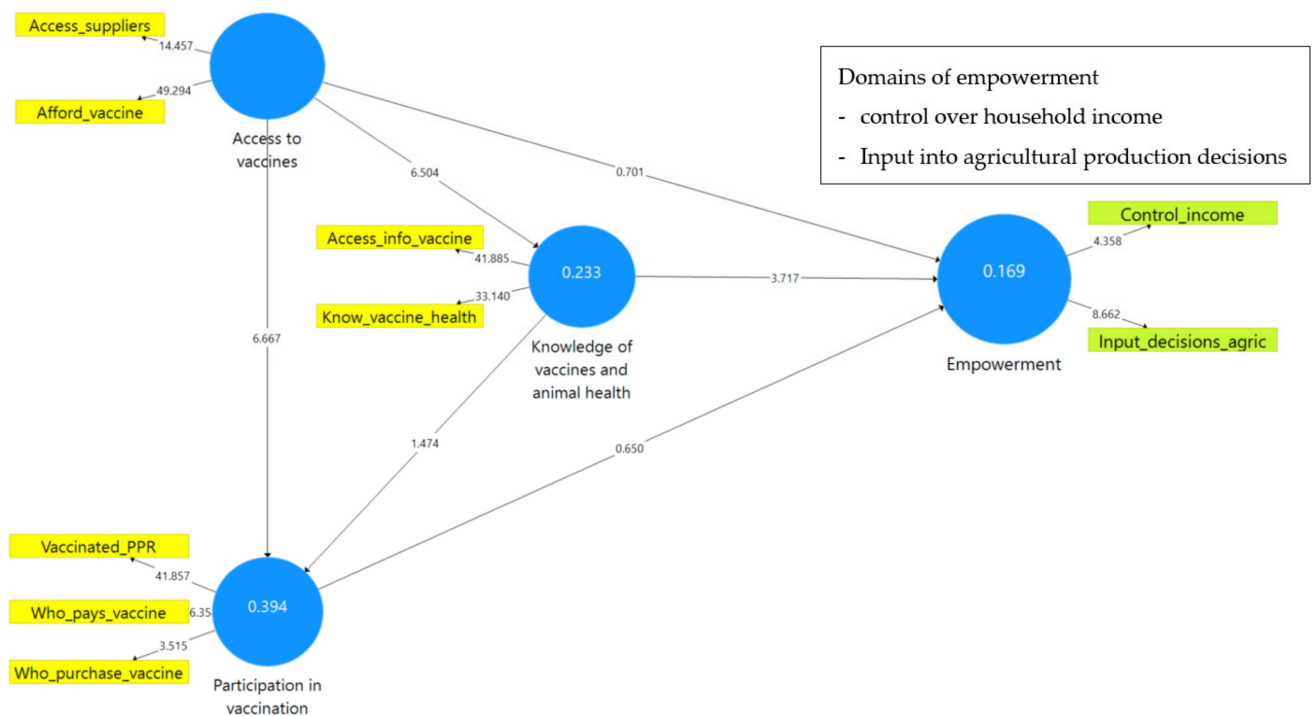 Access_suppliers
14.457
49.294
Afford_vaccine
Access to
vaccines
Domains of empowerment
- control over household income
- Input into agricultural production decisions
6.504
0.701
Access_info_vaccine
41.885
33.140
Know_vaccine_health
0.233
Knowledge of
vaccines and
animal health
3.717
Control_income
4.358
0.169
8.662
Input_decisions_agric
Empowerment
6.667
1.474
0.650
Vaccinated_PPR
41.857
Who_pays_vaccine
6.35
3.515
Who_purchase_vaccine
0.394
Participation in
vaccination